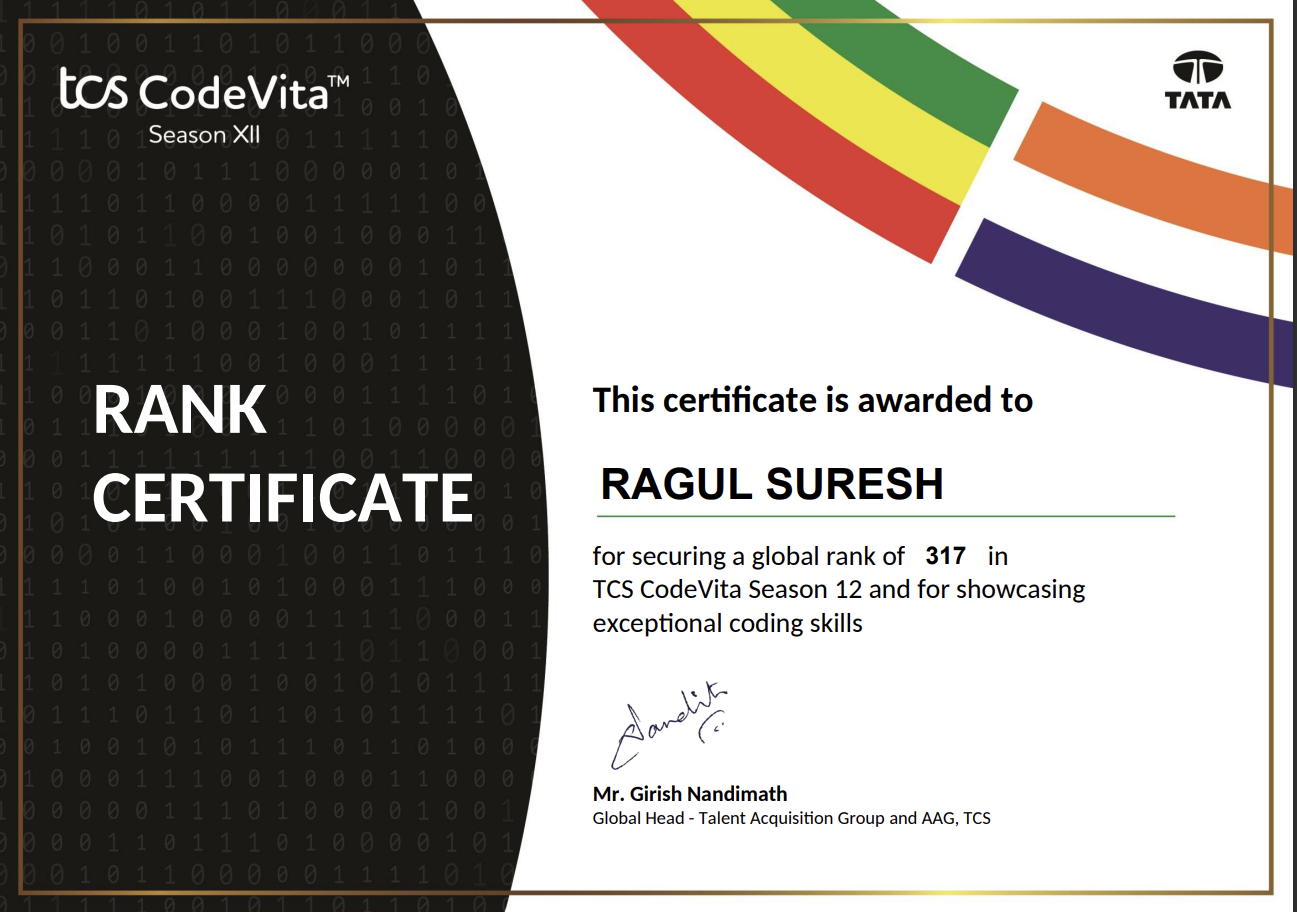 tcs CodeVita™
Season XII
TATA
RANK
CERTIFICATE
This certificate is awarded to
RAGUL SURESH
for securing a global rank of 317 in
TCS CodeVita Season 12 and for showcasing
exceptional coding skills
Mr. Girish Nandimath
Global Head - Talent Acquisition Group and AAG, TCS